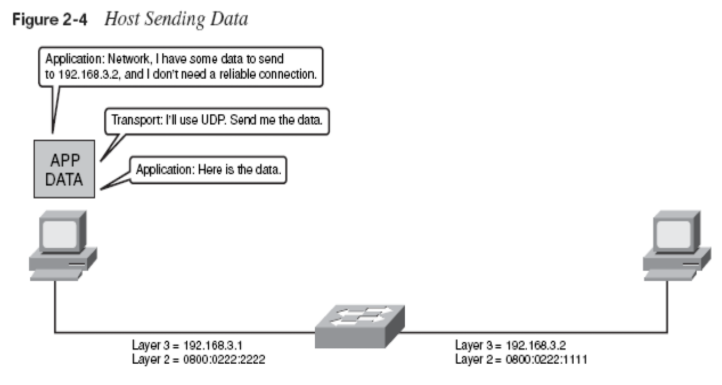 Figure 2-4 Host Sending Data
Application: Network, I have some data to send
to 192.168.3.2, and I don't need a reliable connection.
Transport: I'll use UDP. Send me the data.
APP
DATA
Application: Here is the data.
Layer 3 = 192.168.3.1
Layer 2 = 0800:0222:2222
Layer 3 = 192.168.3.2
Layer 2 = 0800:0222:1111